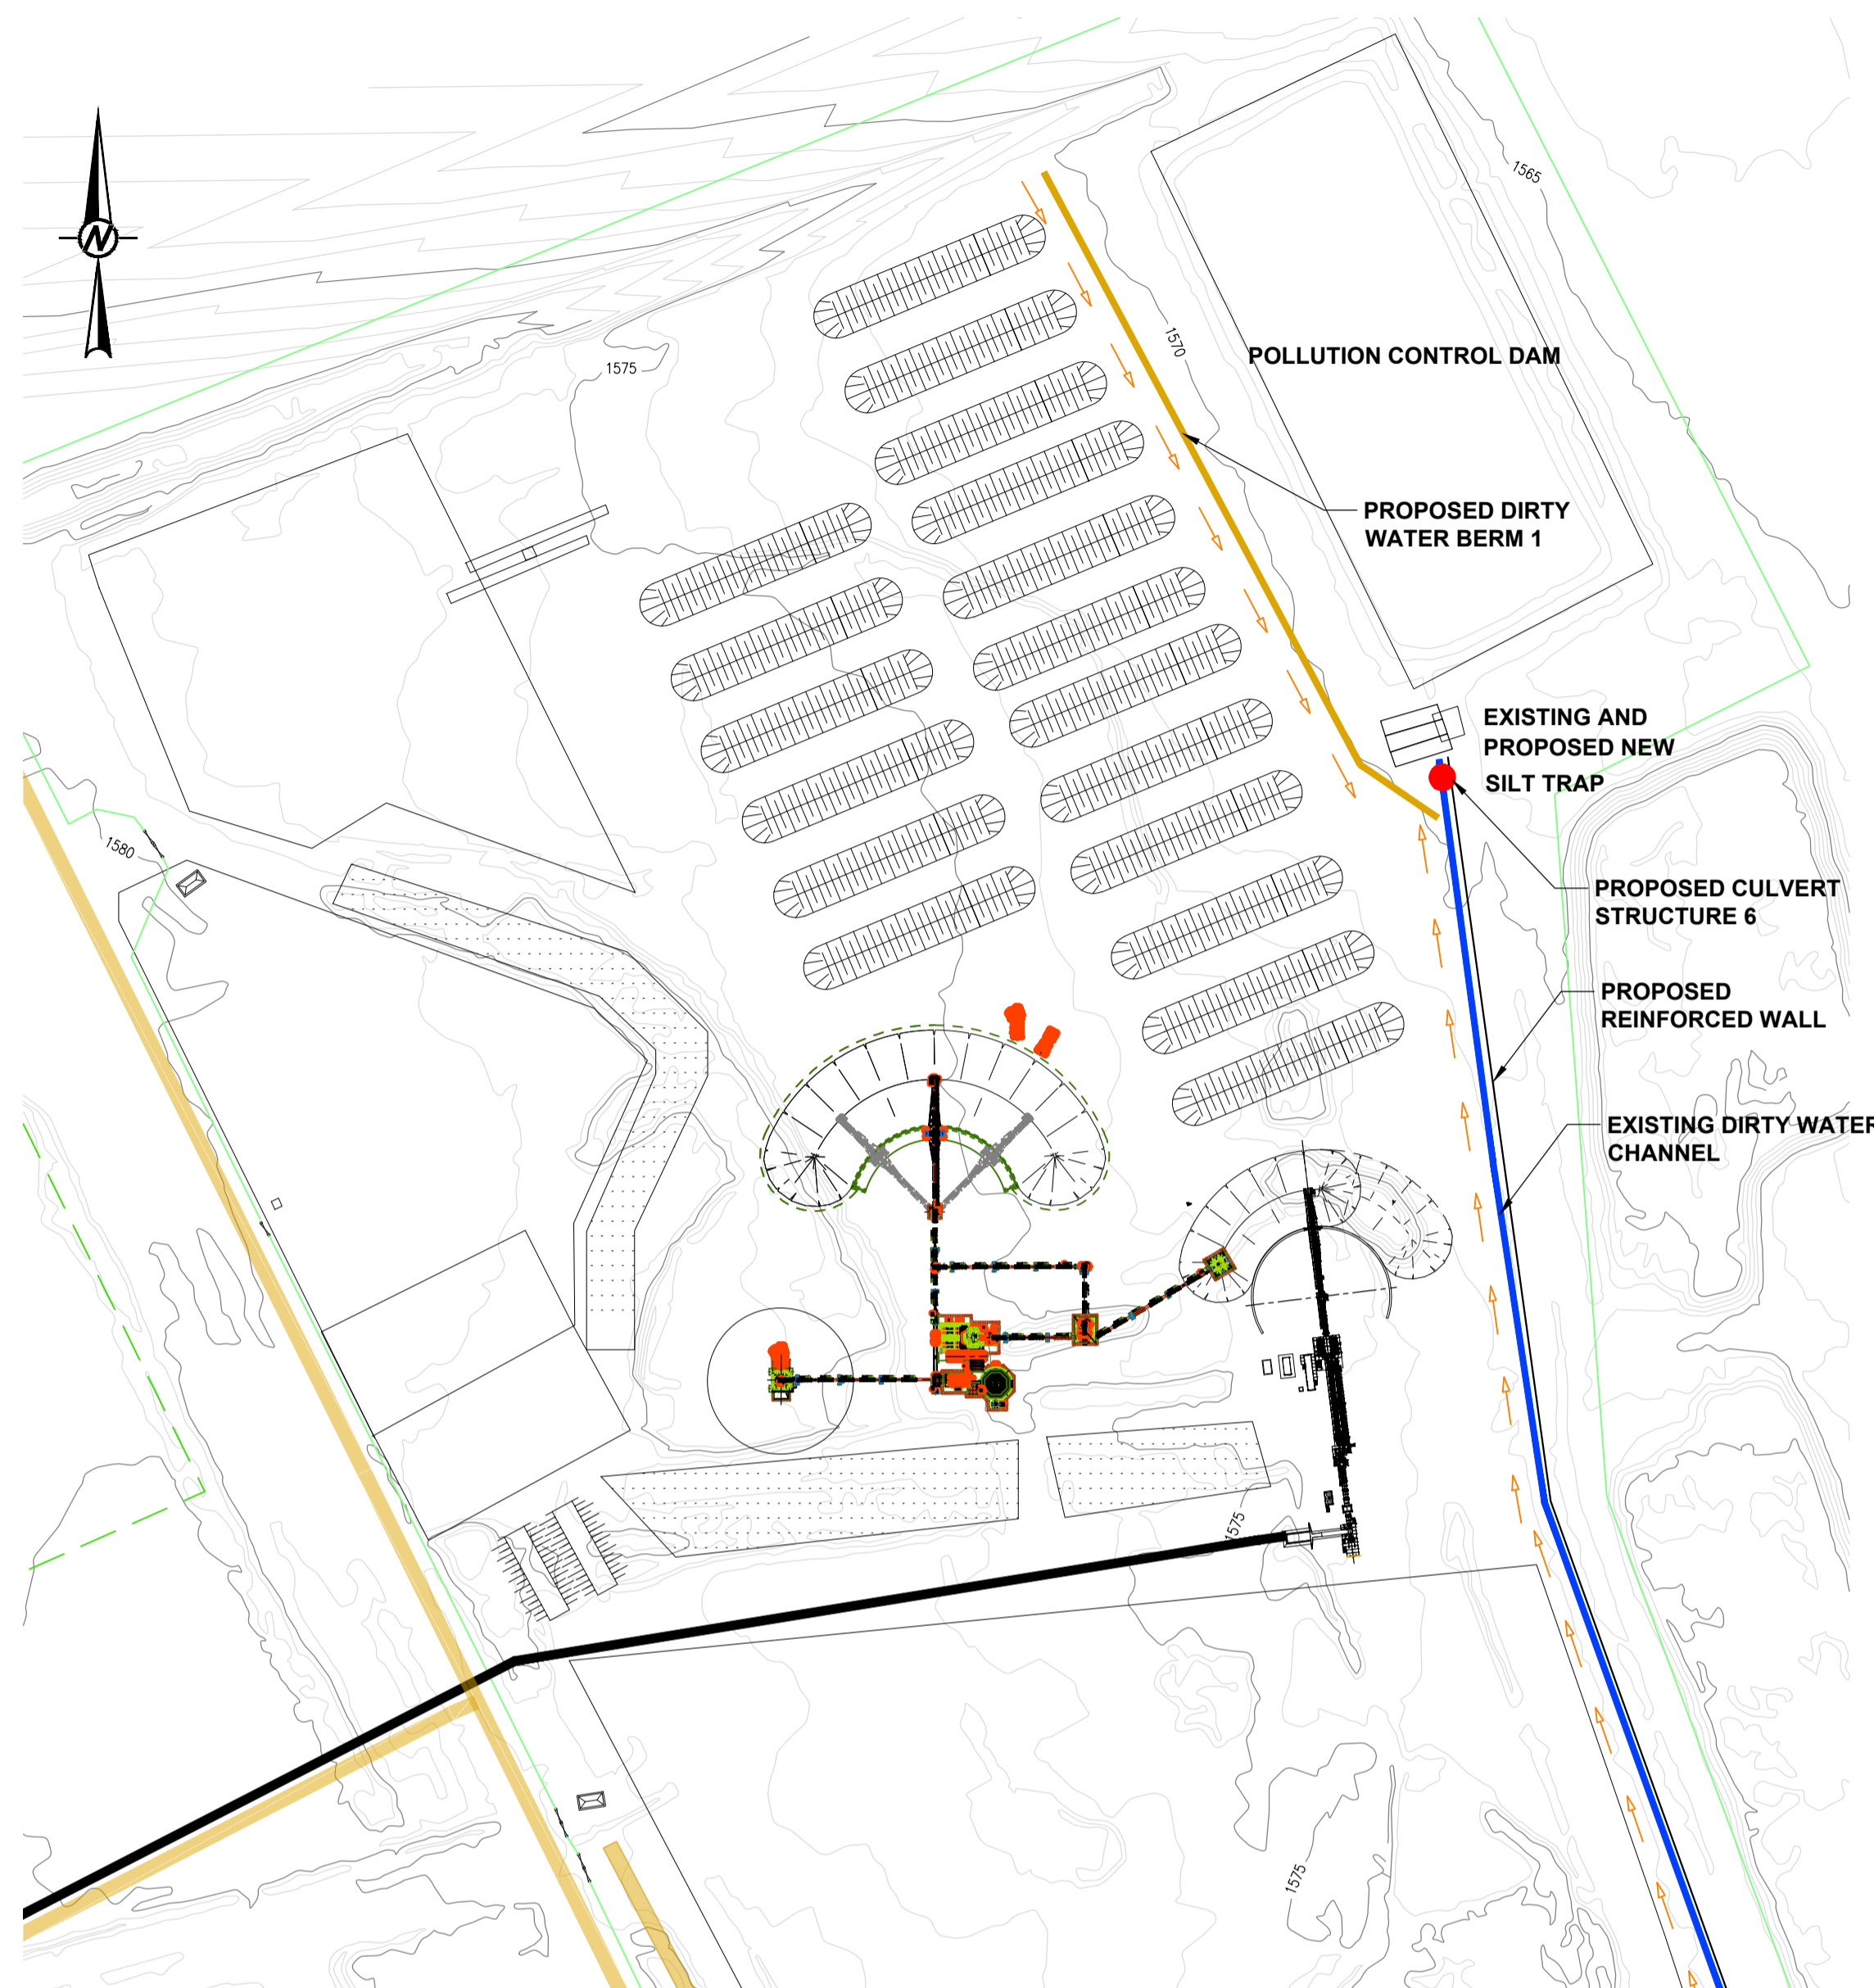 N
1565
1570
POLLUTION CONTROL DAM
1575
PROPOSED DIRTY
WATER BERM 1
EXISTING AND
PROPOSED NEW
SILT TRAP
1580
PROPOSED CULVERT
STRUCTURE 6
PROPOSED
REINFORCED WALL
EXISTING DIRTY WATER
CHANNEL
1575
1575